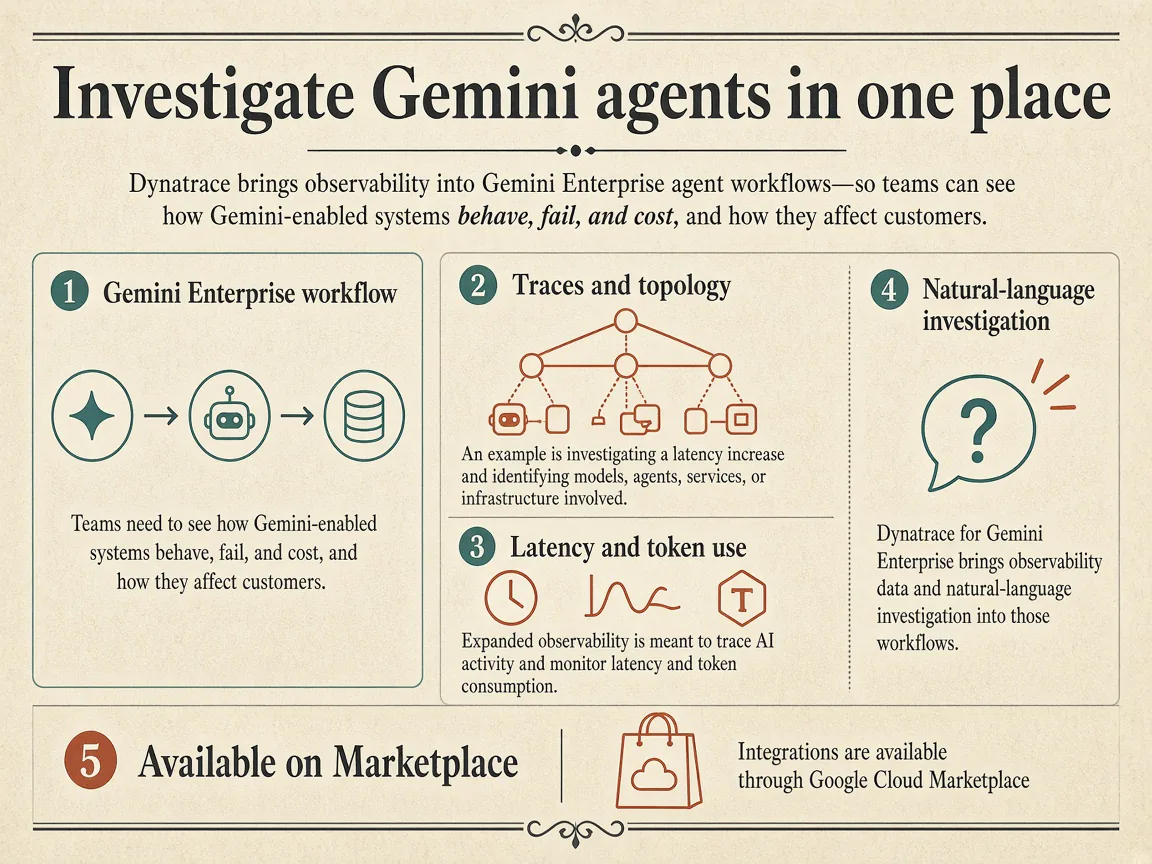 Investigate Gemini agents in one place
Dynatrace brings observability into Gemini Enterprise agent workflows—so teams can see
how Gemini-enabled systems behave, fail, and cost, and how they affect customers.
1 Gemini Enterprise workflow
Teams need to see how Gemini-enabled
systems behave, fail, and cost, and
how they affect customers.
2 Traces and topology
An example is investigating a latency increase
and identifying models, agents, services, or
infrastructure involved.
3 Latency and token use
T
Expanded observability is meant to trace AI
activity and monitor latency and token
consumption.
4 Natural-language
investigation
?
Dynatrace for Gemini
Enterprise brings observability
data and natural-language
investigation into those
workflows.
5 Available on Marketplace
Integrations are available
through Google Cloud Marketplace